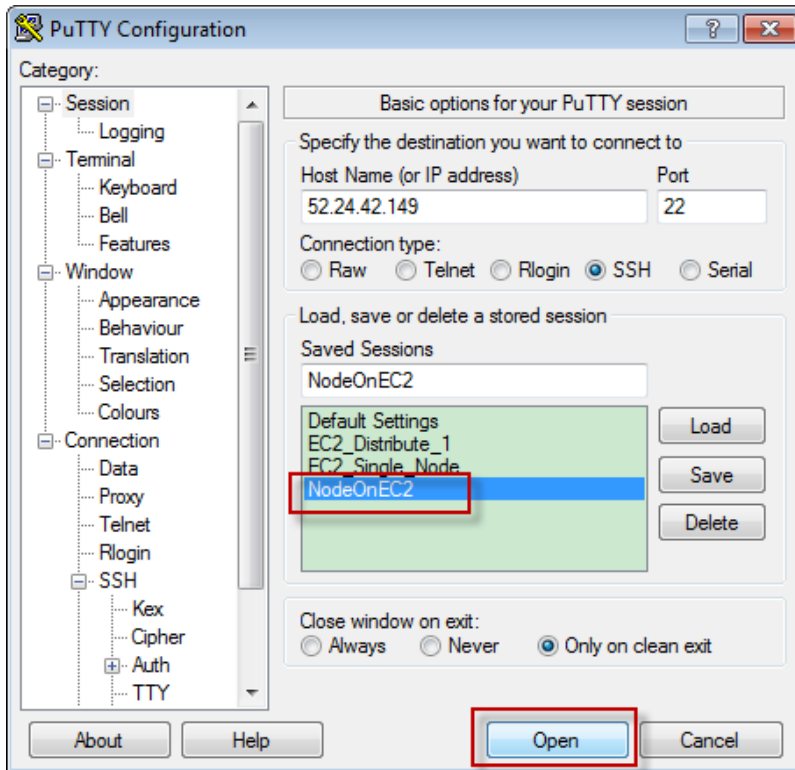 PuTTY Configuration
Category:
Session
Logging
Terminal
Keyboard
Bell
Features
Window
Appearance
Behaviour
Translation
Selection
Colours
Connection
Data
Proxy
Telnet
Rlogin
SSH
Kex
Cipher
Auth
TTY
Basic options for your PuTTY session
Specify the destination you want to connect to
Host Name (or IP address) Port
52.24.42.149 22
Connection type:
Raw Telnet Rlogin SSH Serial
Load, save or delete a stored session
Saved Sessions
NodeOnEC2
Default Settings
EC2_Distribute_1
EC2_Single_Node
NodeOnEC2
Load
Save
Delete
Close window on exit:
Always Never Only on clean exit
About Help Open Cancel